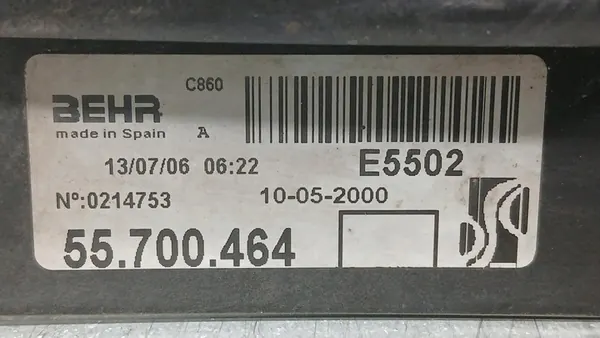 C860
BEHR
made in Spain A
13/07/06 06:22 E5502
Nº:0214753 10-05-2000
55.700.464